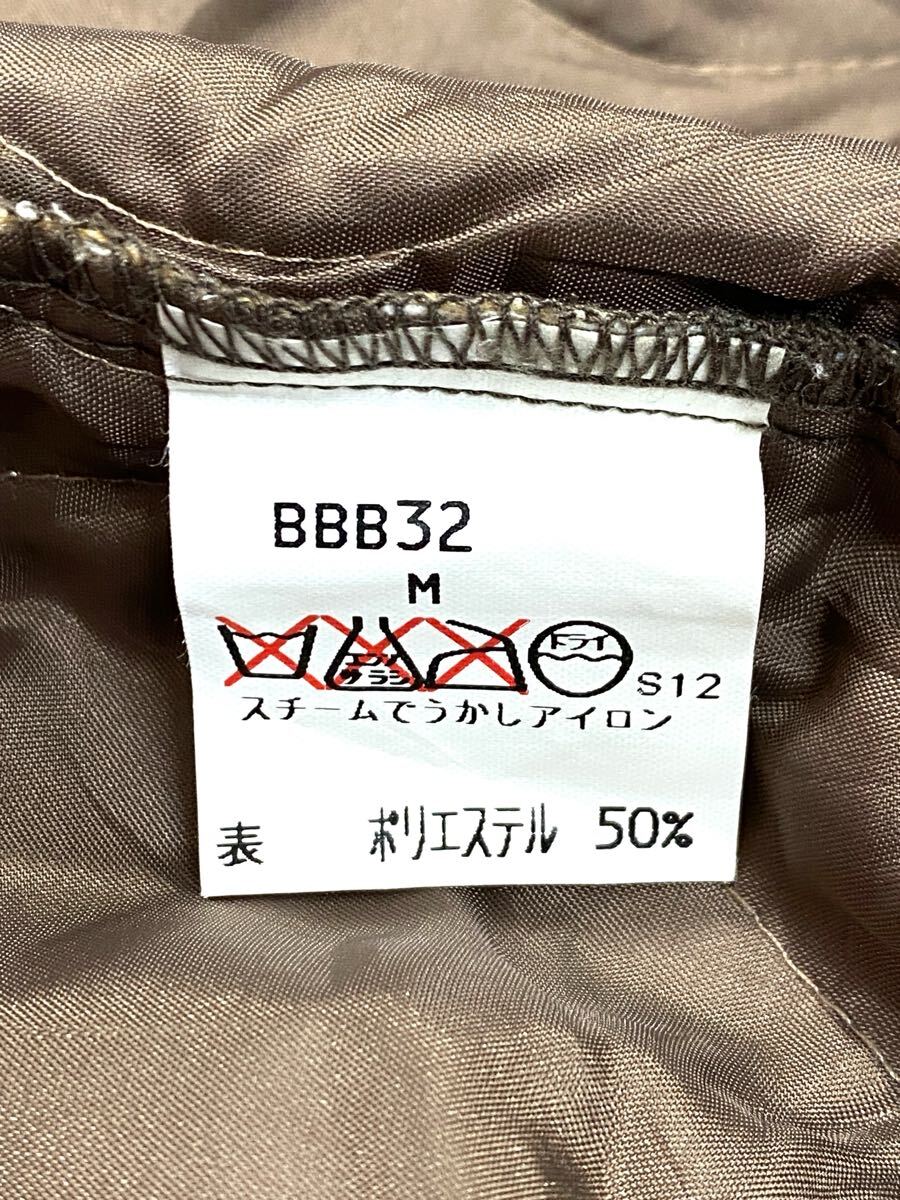 BBB32
M
エンソ サラシ ドライ S12
スチームでうかしアイロン
表 ポリエステル 50%